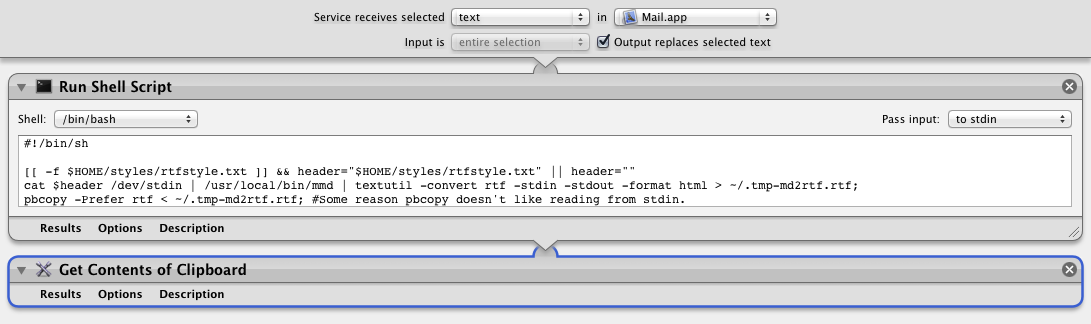 Service receives selected text in Mail.app
Input is entire selection Output replaces selected text
Run Shell Script
Shell: /bin/bash Pass input: to stdin
#!/bin/sh
[[ -f $HOME/styles/rtfstyle.txt ]] && header="$HOME/styles/rtfstyle.txt" || header=""
cat $header /dev/stdin | /usr/local/bin/mmd | textutil -convert rtf -stdin -stdout -format html > ~/.tmp-md2rtf.rtf;
pbcopy -Prefer rtf < ~/.tmp-md2rtf.rtf; #Some reason pbcopy doesn't like reading from stdin.
Results Options Description
Get Contents of Clipboard
Results Options Description